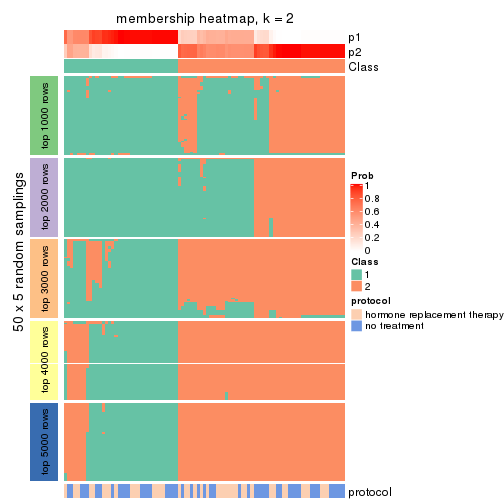 membership heatmap, k = 2
p1
p2
Class
50 x 5 random samplings
top 1000 rows
top 2000 rows
top 3000 rows
top 4000 rows
top 5000 rows
Prob
1
0.8
0.6
0.4
0.2
0
Class
1
2
protocol
hormone replacement therapy
no treatment
protocol